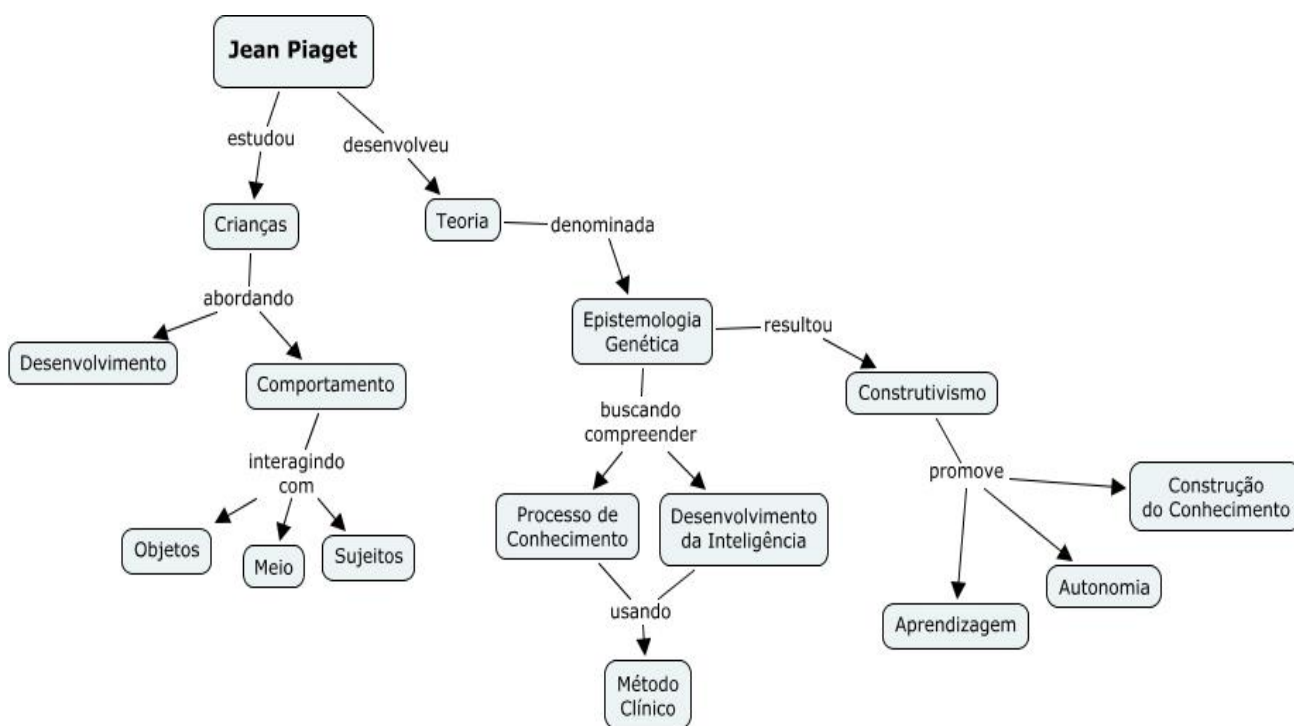 Jean Piaget
estudou
desenvolveu
Crianças
Teoria
denominada
abordando
Desenvolvimento
Comportamento
Epistemologia
Genética
resultou
Construtivismo
interagindo
com
buscando
compreender
promove
Objetos
Meio
Sujeitos
Processo de
Conhecimento
Desenvolvimento
da Inteligência
Construção
do Conhecimento
Autonomia
Aprendizagem
usando
Método
Clínico